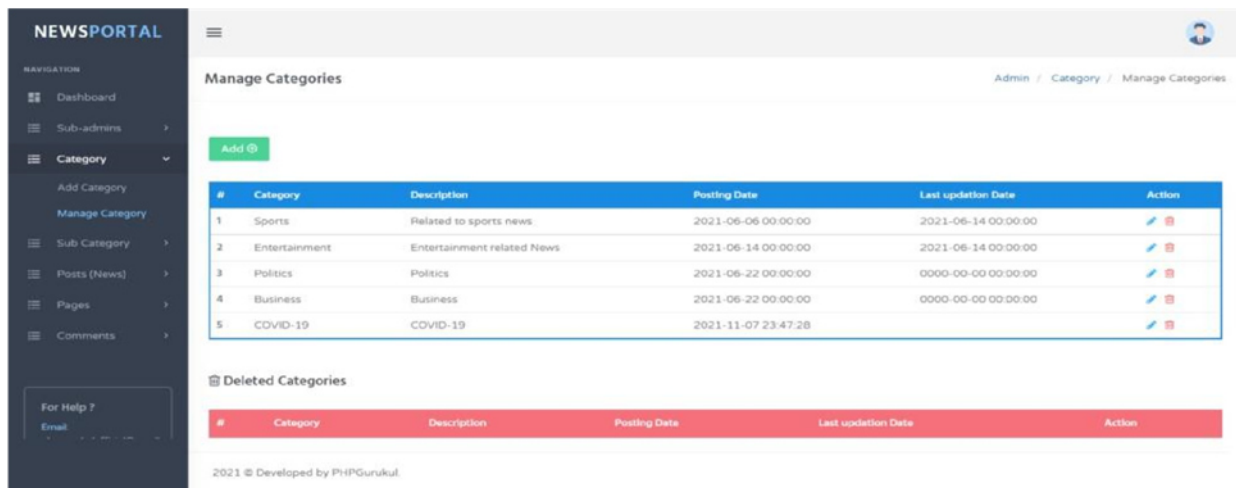 NEWSPORTAL
NAVIGATION
Dashboard
Sub-admins
Category
Add Category
Manage Category
Sub Category
Posts (News)
Pages
Comments
For Help ?
Email
Manage Categories
Admin / Category / Manage Categories
Add
# Category Description Posting Date Last updation Date Action
1 Sports Related to sports news 2021-06-06 00:00:00 2021-06-14 00:00:00
2 Entertainment Entertainment related News 2021-06-14 00:00:00 2021-06-14 00:00:00
3 Politics Politics 2021-06-22 00:00:00 0000-00-00 00:00:00
4 Business Business 2021-06-22 00:00:00 0000-00-00 00:00:00
5 COVID-19 COVID-19 2021-11-07 23:47:28
Deleted Categories
# Category Description Posting Date Last updation Date Action
2021 © Developed by PHPGurukul.